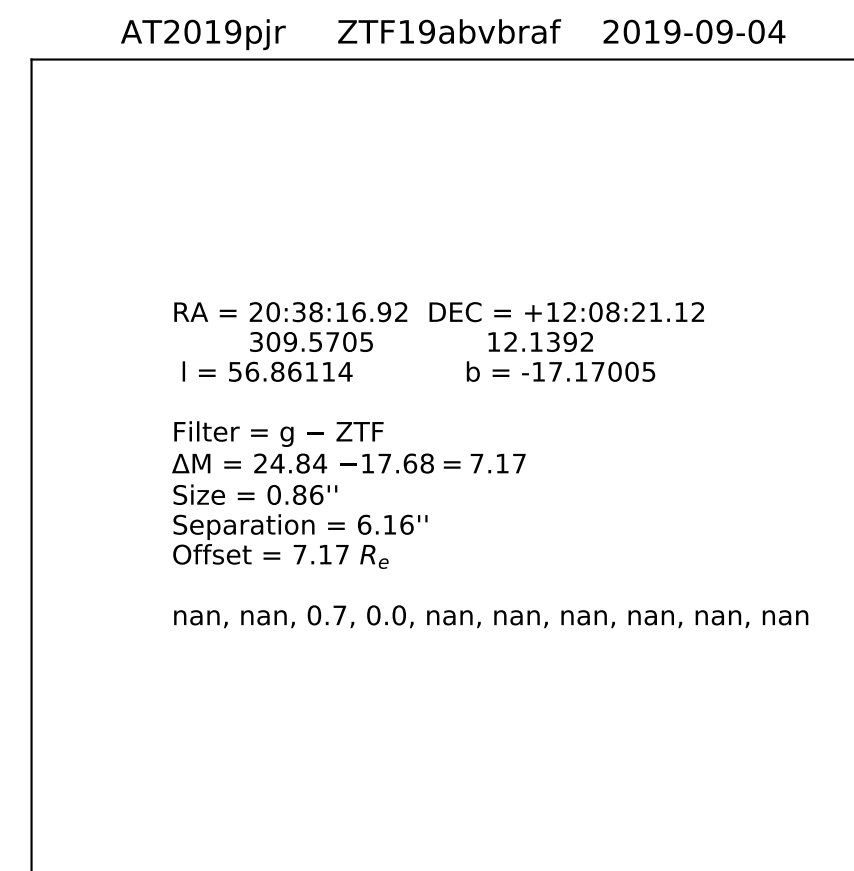 AT2019pjr ZTF19abvbraf 2019-09-04
RA = 20:38:16.92 DEC = +12:08:21.12
309.5705 12.1392
l = 56.86114 b = -17.17005
Filter = g − ZTF
ΔM = 24.84 −17.68 = 7.17
Size = 0.86''
Separation = 6.16''
Offset = 7.17 Rₑ
nan, nan, 0.7, 0.0, nan, nan, nan, nan, nan, nan